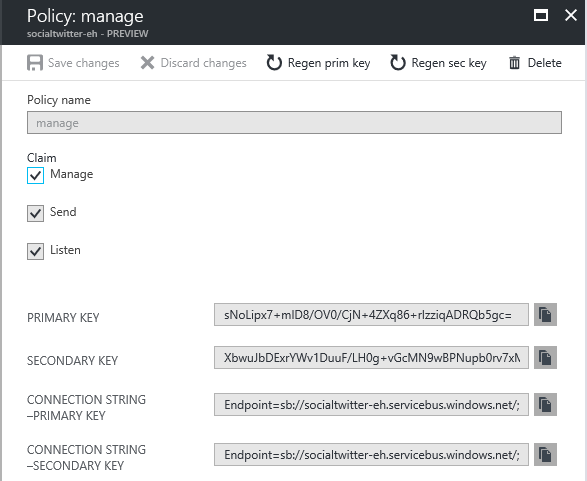 Policy: manage
socialtwitter-eh - PREVIEW
Save changes Discard changes Regen prim key Regen sec key Delete
Policy name
manage
Claim
Manage
Send
Listen
PRIMARY KEY sNoLipx7+mID8/OV0/CjN+4ZXq86+rIzziqADRQb5gc=
SECONDARY KEY XbwuJbDExrYWv1DuuF/LH0g+vGcMN9wBPNupb0rv7xM
CONNECTION STRING
–PRIMARY KEY Endpoint=sb://socialtwitter-eh.servicebus.windows.net/;
CONNECTION STRING
–SECONDARY KEY Endpoint=sb://socialtwitter-eh.servicebus.windows.net/;